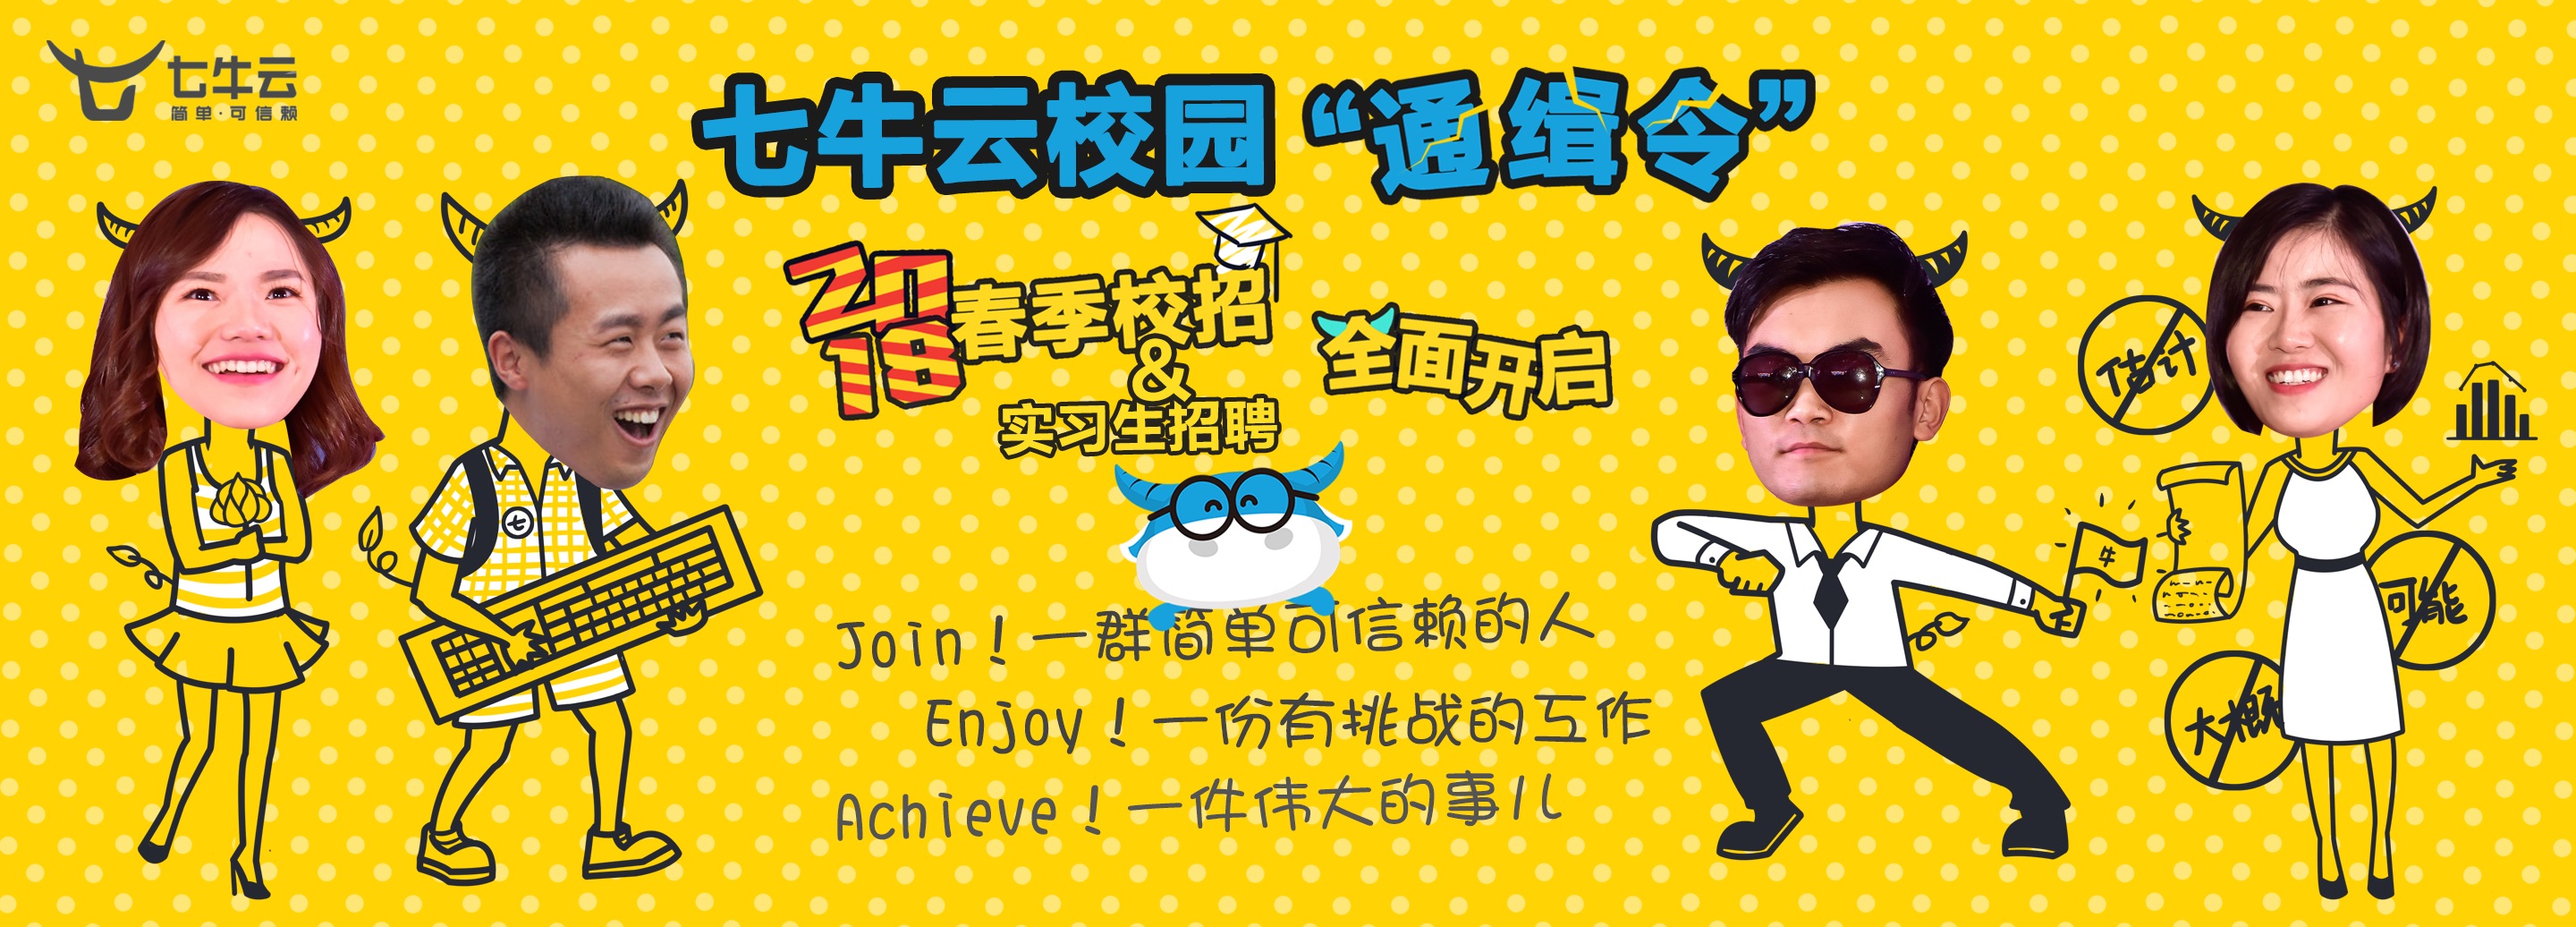 七牛云
简单·可信赖
七牛云校园“通缉令”
2018春季校招
&
实习生招聘
全面开启
Join！一群简单可信赖的人
Enjoy！一份有挑战的工作
Achieve！一件伟大的事儿
七
牛
估计
可能
大概